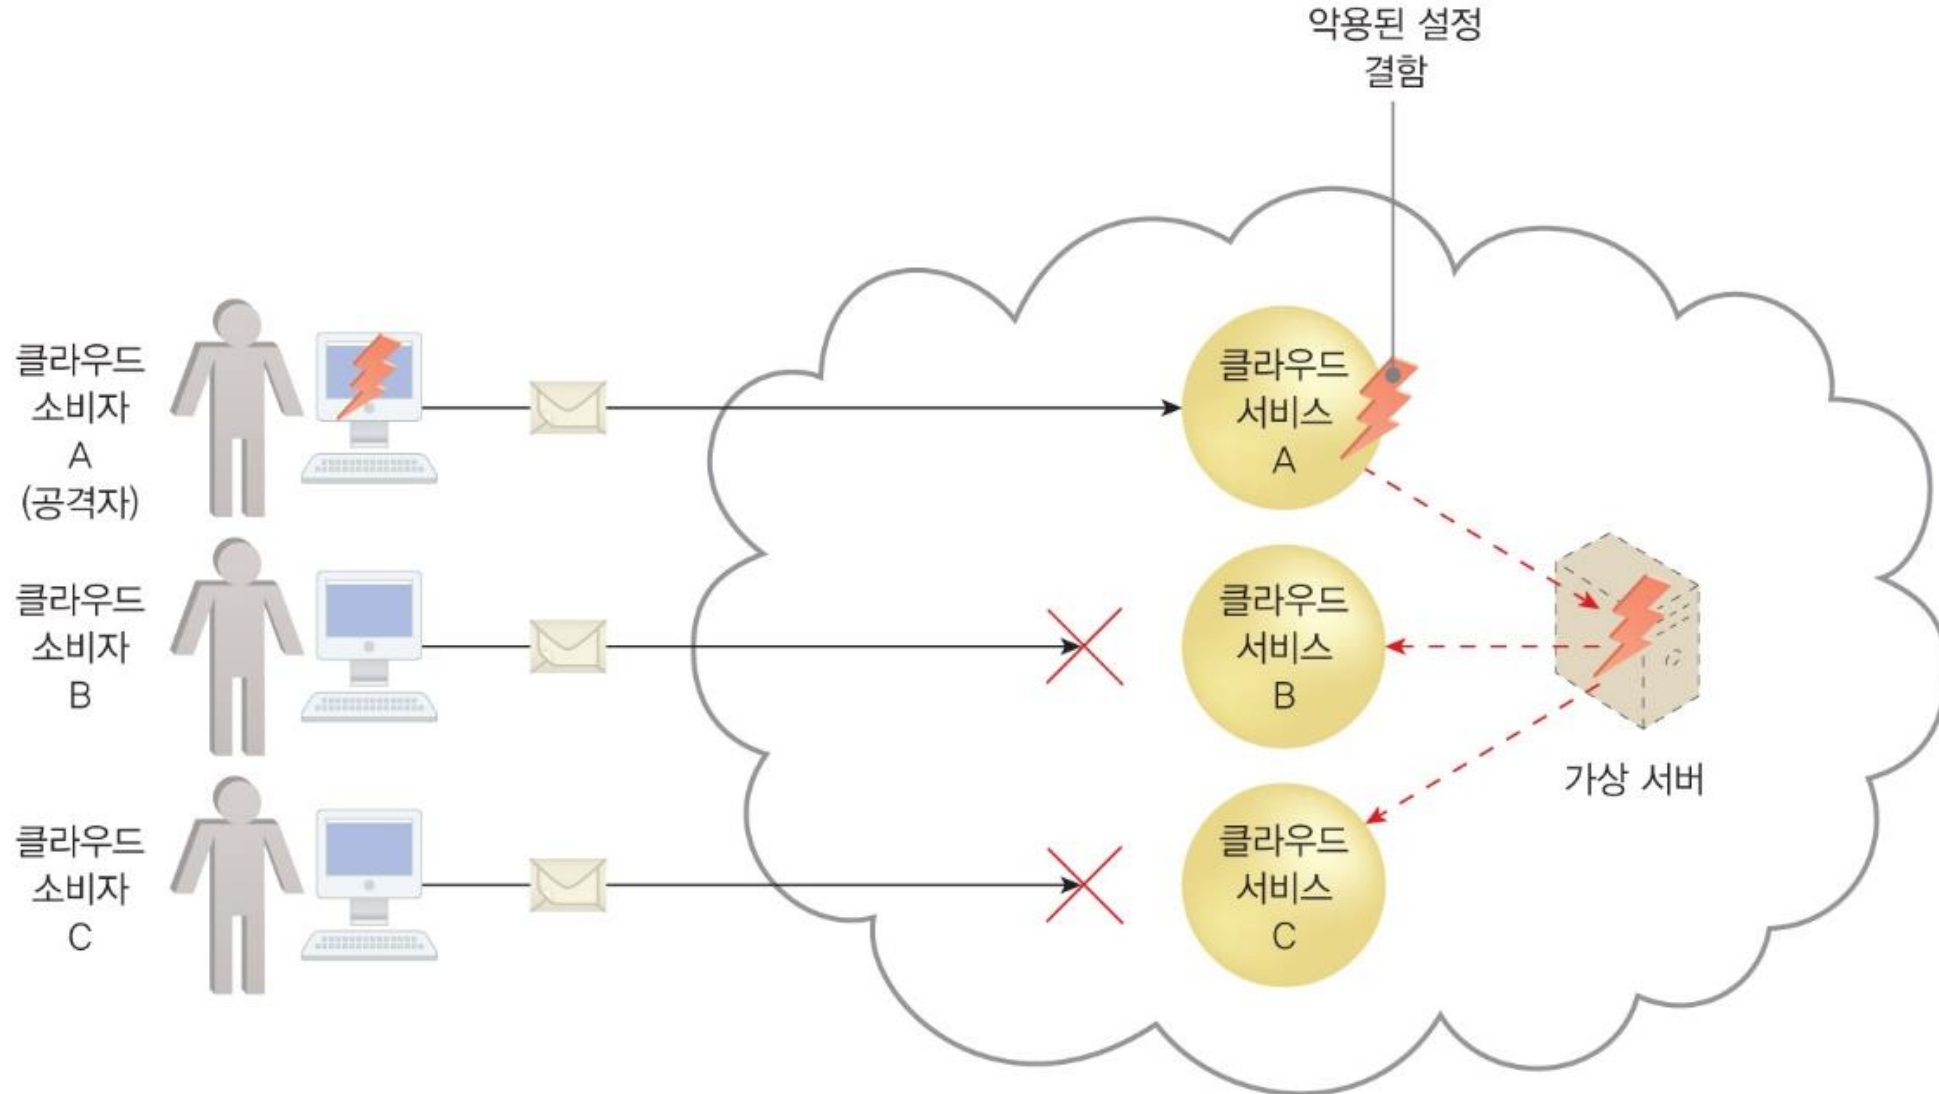 악용된 설정
결함
클라우드
소비자
A
(공격자)
클라우드
서비스
A
클라우드
소비자
B
클라우드
서비스
B
가상 서버
클라우드
소비자
C
클라우드
서비스
C